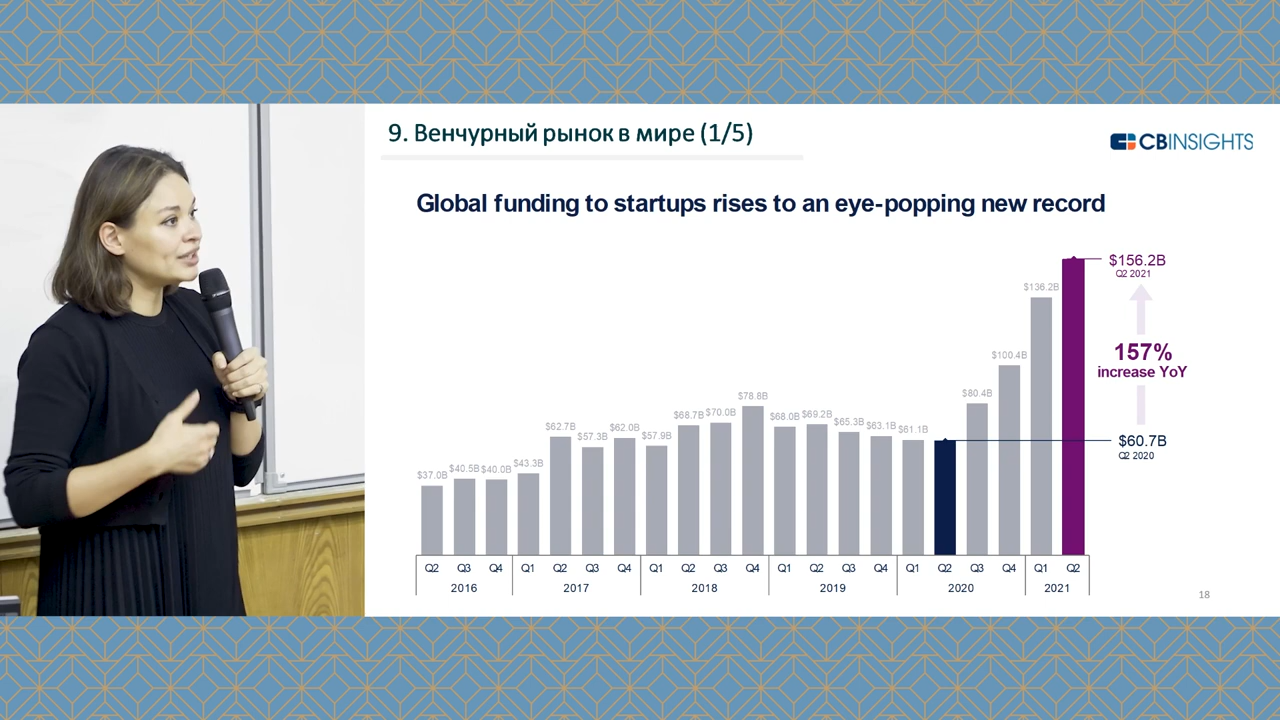 9. Венчурный рынок в мире (1/5)
CBINSIGHTS
Global funding to startups rises to an eye-popping new record
$37.0B
$40.5B
$40.0B
$43.3B
$62.7B
$57.3B
$62.0B
$57.9B
$68.7B
$70.0B
$78.8B
$68.0B
$69.2B
$65.3B
$63.1B
$61.1B
$80.4B
$100.4B
$136.2B
$156.2B
Q2 2021
157%
increase YoY
$60.7B
Q2 2020
Q2 Q3 Q4 Q1 Q2 Q3 Q4 Q1 Q2 Q3 Q4 Q1 Q2 Q3 Q4 Q1 Q2 Q3 Q4 Q1 Q2
2016 2017 2018 2019 2020 2021
18